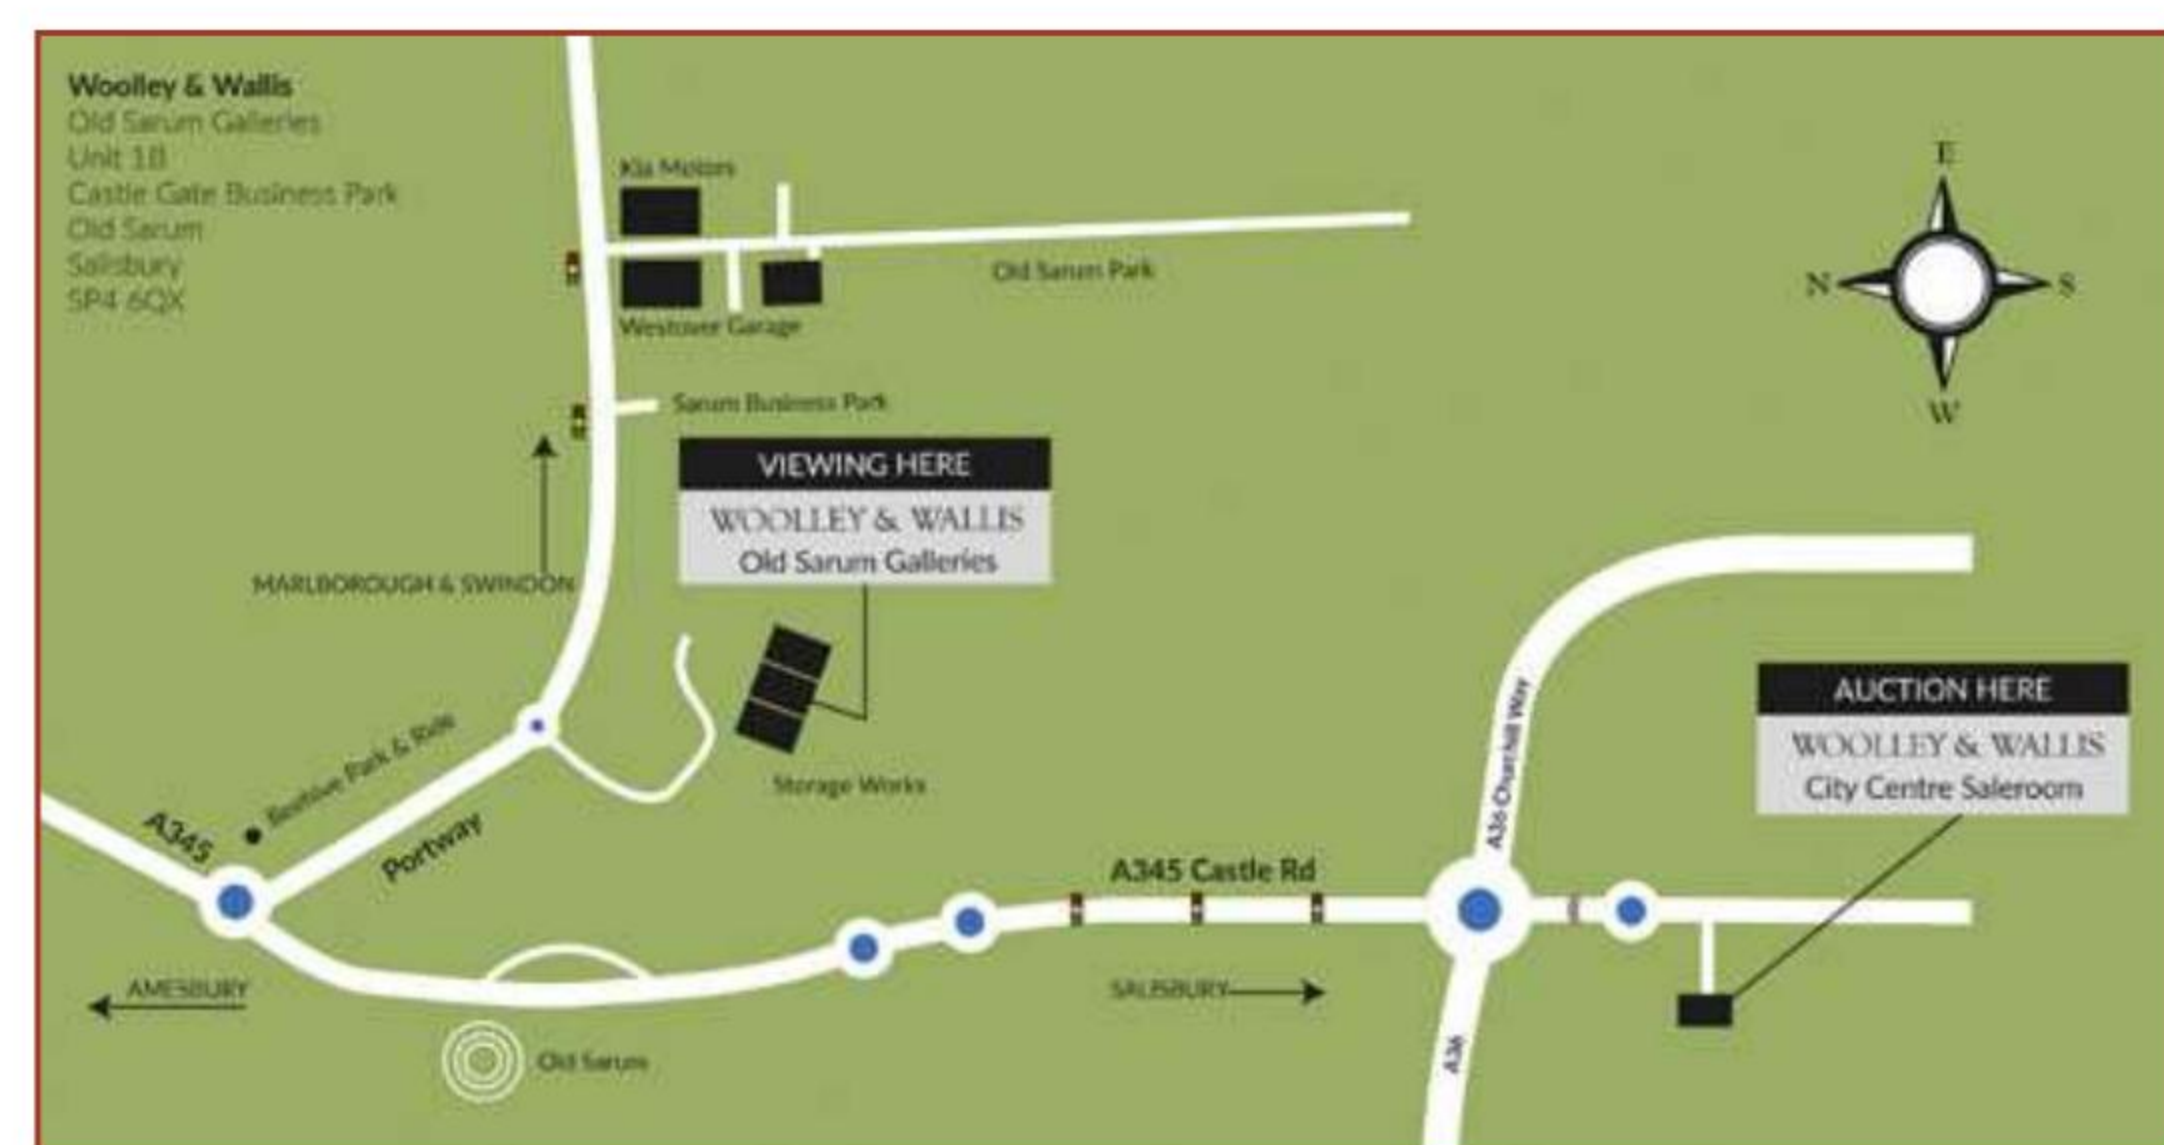 Woolley & Wallis
Old Sarum Galleries
Unit 1B
Castle Gate Business Park
Old Sarum
Salisbury
SP4 6QX
Kia Motors
Old Sarum Park
Westover Garage
Sarum Business Park
E
N
S
W
VIEWING HERE
WOOLLEY & WALLIS
Old Sarum Galleries
MARLBOROUGH & SWINDON
Storage Works
Beehive Park & Ride
A345
Portway
A36 Churchill Way
AUCTION HERE
WOOLLEY & WALLIS
City Centre Saleroom
A345 Castle Rd
AMESBURY
SALISBURY
Old Sarum
A36